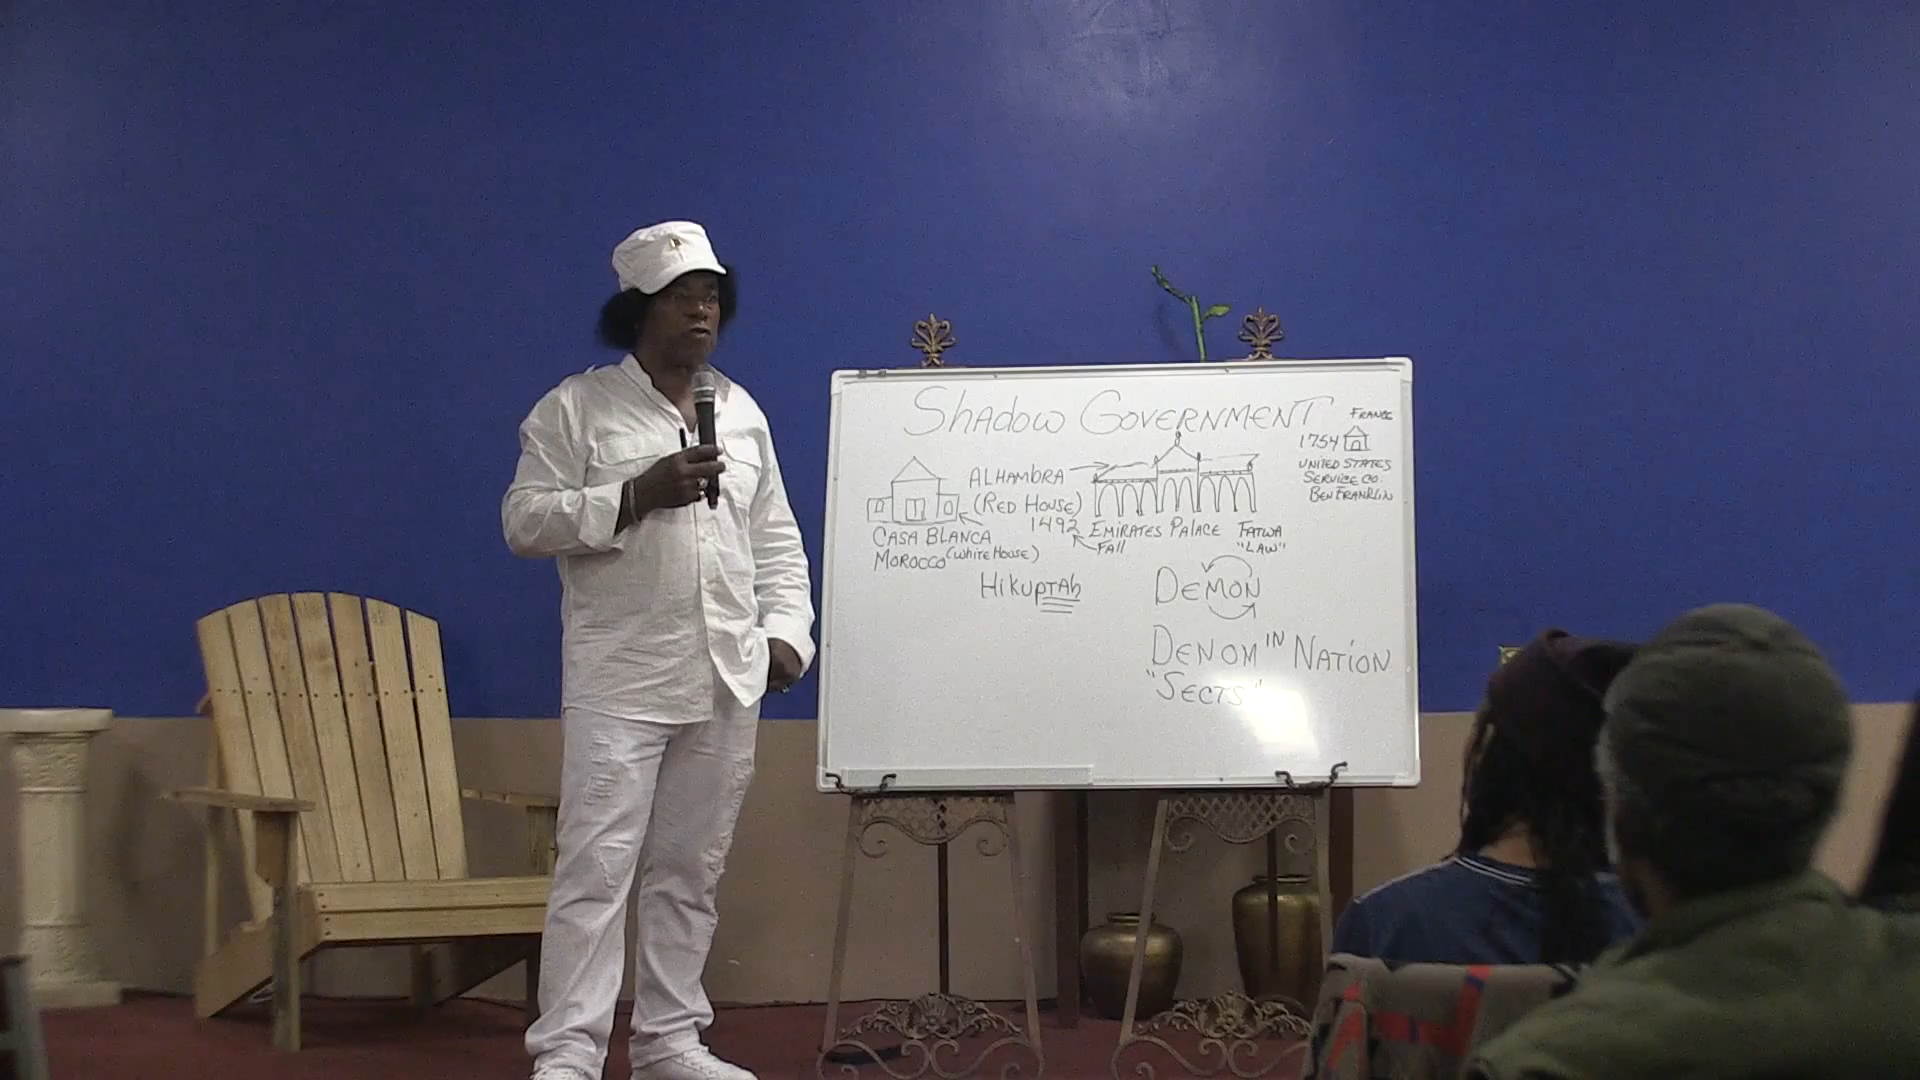 Shadow Government
FRANCE
1754
UNITED STATES
SERVICE CO.
BEN FRANKLIN
ALHAMBRA
(RED HOUSE)
1492
FAll
CASA BLANCA
MOROCCO (WHITE HOUSE)
EMIRATES PALACE
FATWA
"LAW"
HikuPTAh
DEMON
DENOM IN NATION
"SECTS"